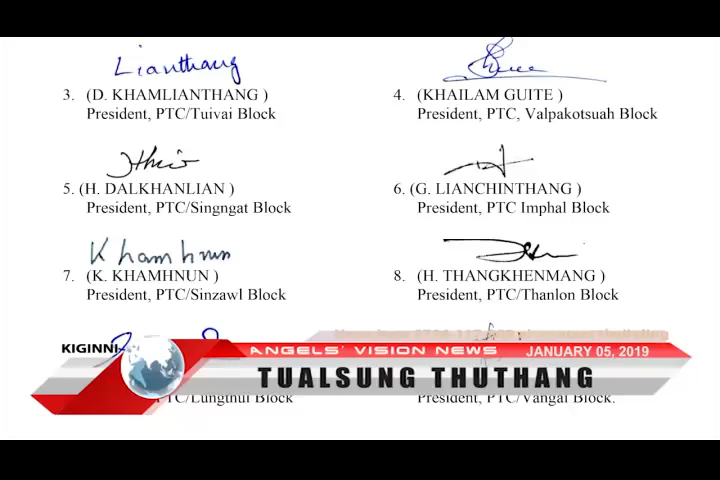 Lianthang
3. (D. KHAMLIANTHANG )
President, PTC/Tuivai Block
4. (KHAILAM GUITE )
President, PTC, Valpakotsuah Block
5. (H. DALKHANLIAN )
President, PTC/Singngat Block
6. (G. LIANCHINTHANG )
President, PTC Imphal Block
Khamhnun
7 (K. KHAMHNUN )
President, PTC/Sinzawl Block
8. (H. THANGKHENMANG )
President, PTC/Thanlon Block
KIGINNI
ANGELS' VISION NEWS
JANUARY 05, 2019
TUALSUNG THUTHANG
PTC/Lungthul Block
President, PTC/Vangai Block.